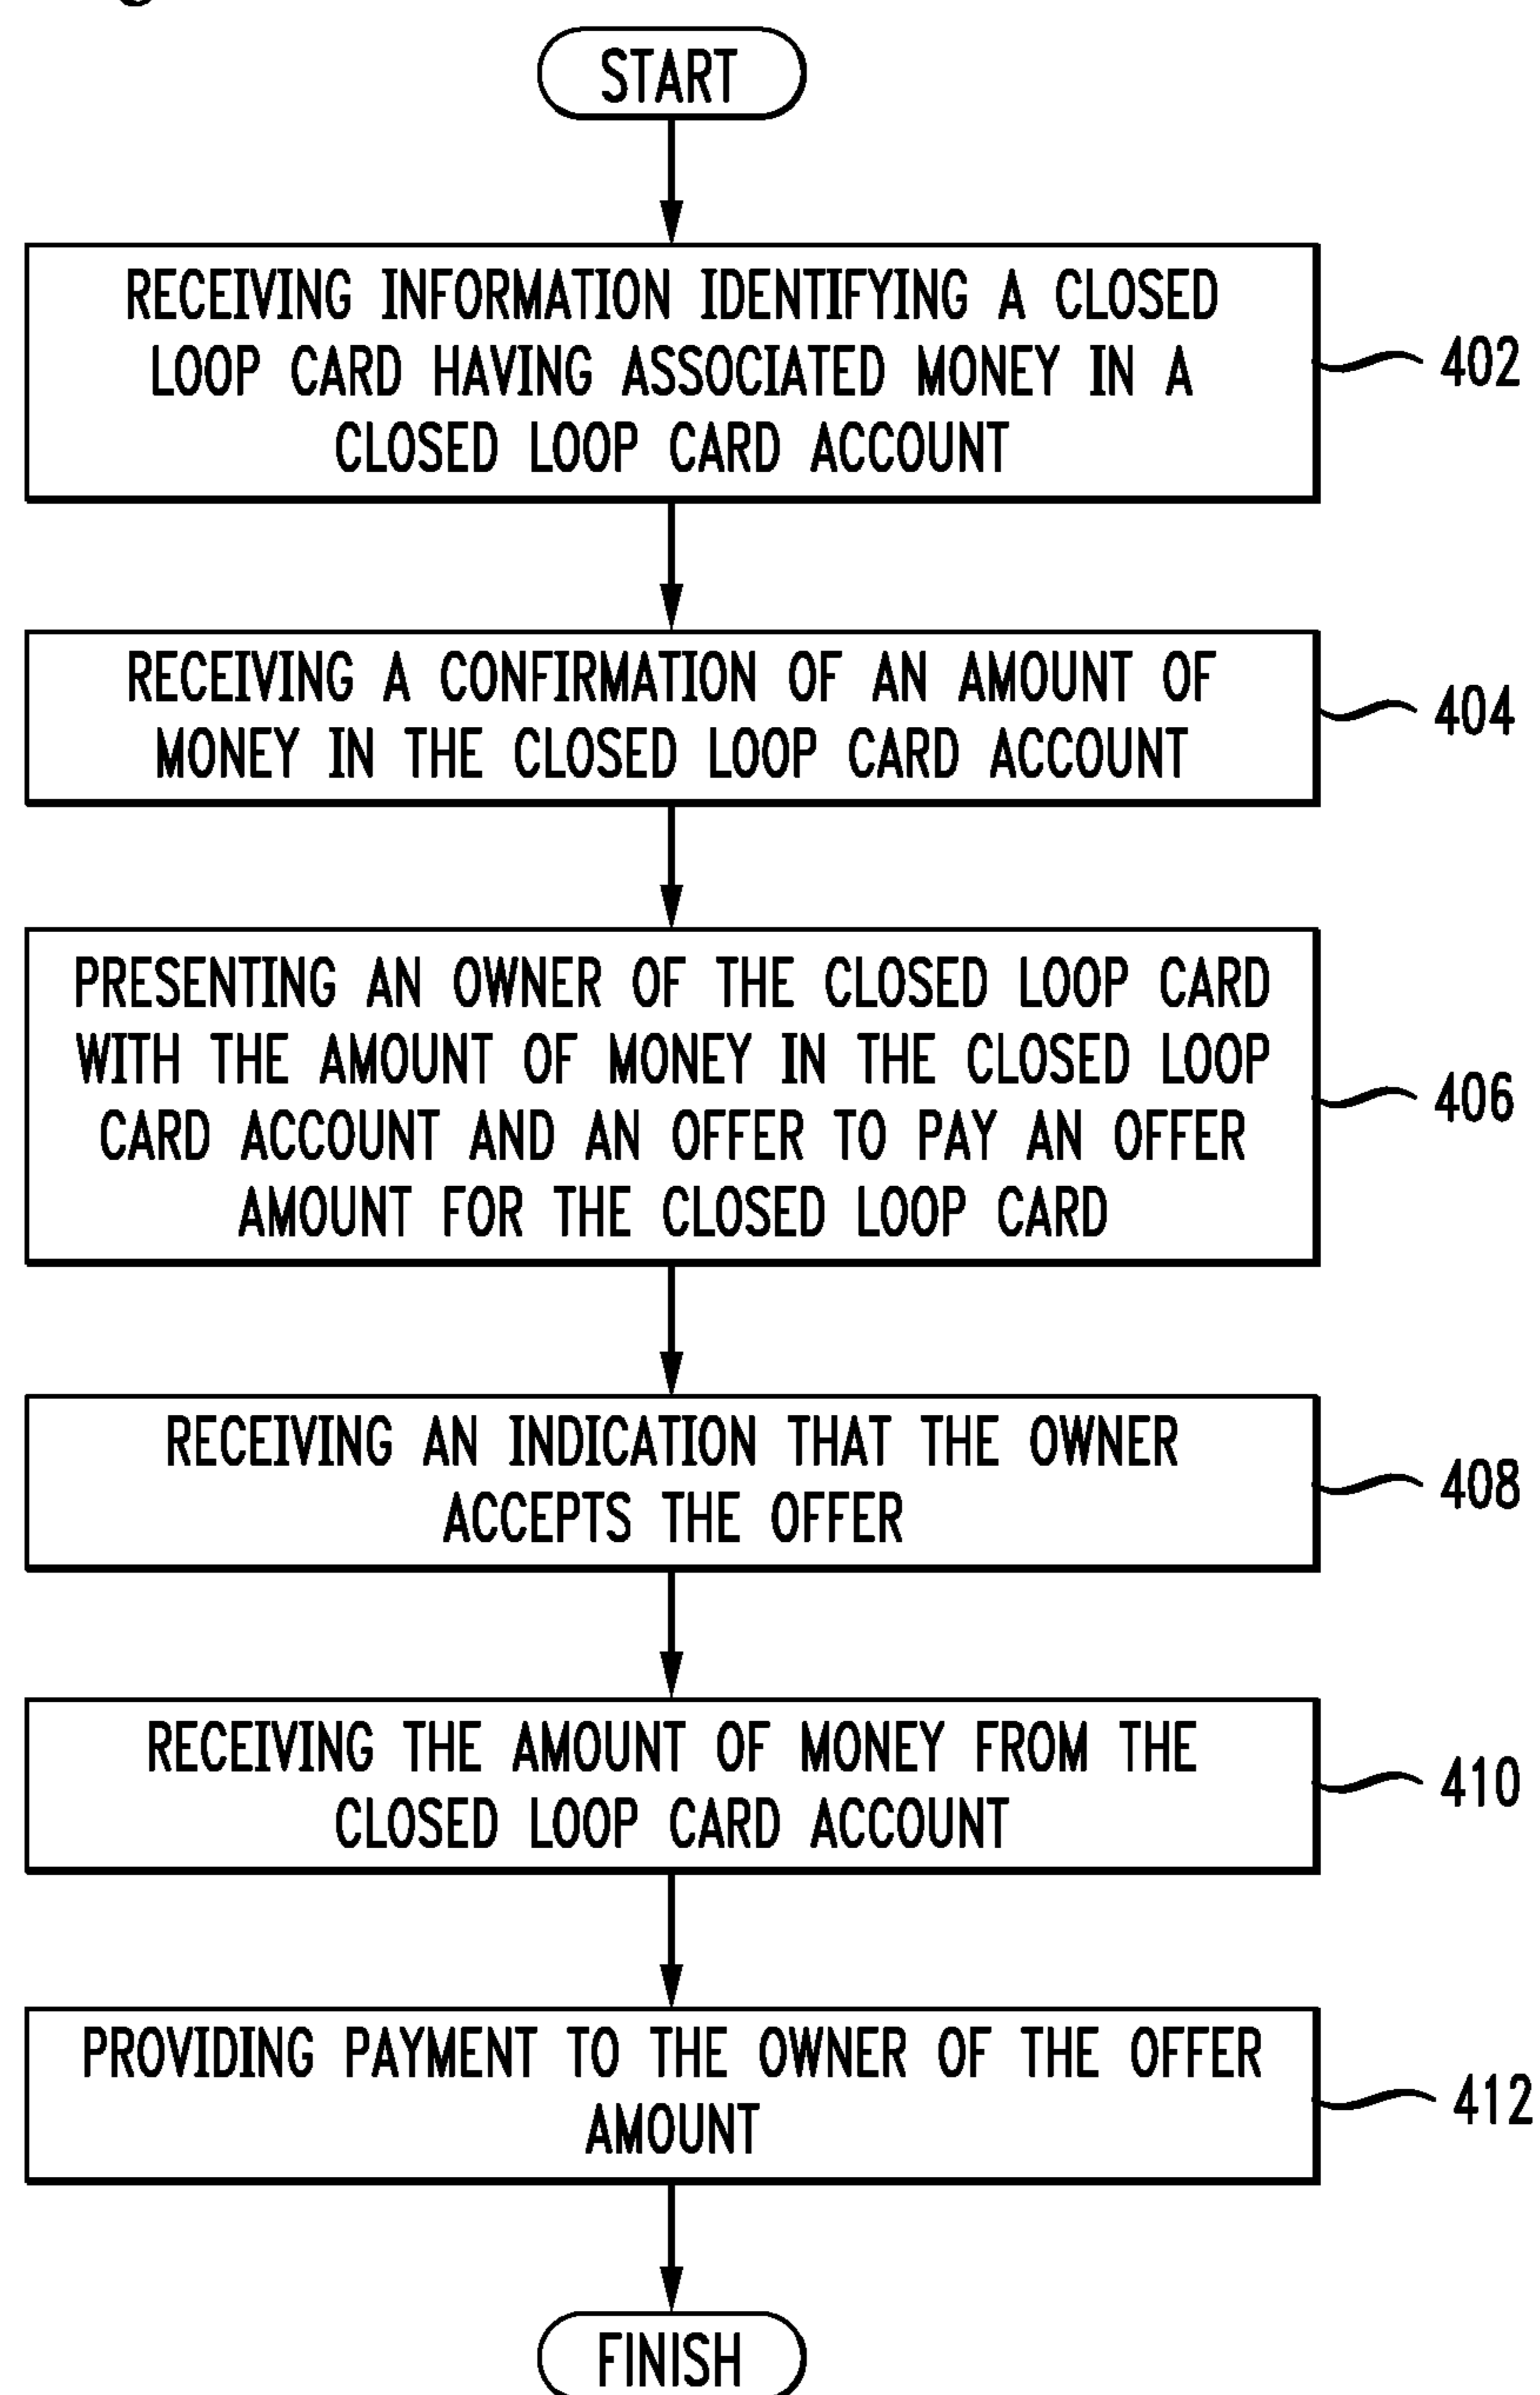 START
RECEIVING INFORMATION IDENTIFYING A CLOSED
LOOP CARD HAVING ASSOCIATED MONEY IN A
CLOSED LOOP CARD ACCOUNT
402
RECEIVING A CONFIRMATION OF AN AMOUNT OF
MONEY IN THE CLOSED LOOP CARD ACCOUNT
404
PRESENTING AN OWNER OF THE CLOSED LOOP CARD
WITH THE AMOUNT OF MONEY IN THE CLOSED LOOP
CARD ACCOUNT AND AN OFFER TO PAY AN OFFER
AMOUNT FOR THE CLOSED LOOP CARD
406
RECEIVING AN INDICATION THAT THE OWNER
ACCEPTS THE OFFER
408
RECEIVING THE AMOUNT OF MONEY FROM THE
CLOSED LOOP CARD ACCOUNT
410
PROVIDING PAYMENT TO THE OWNER OF THE OFFER
AMOUNT
412
FINISH